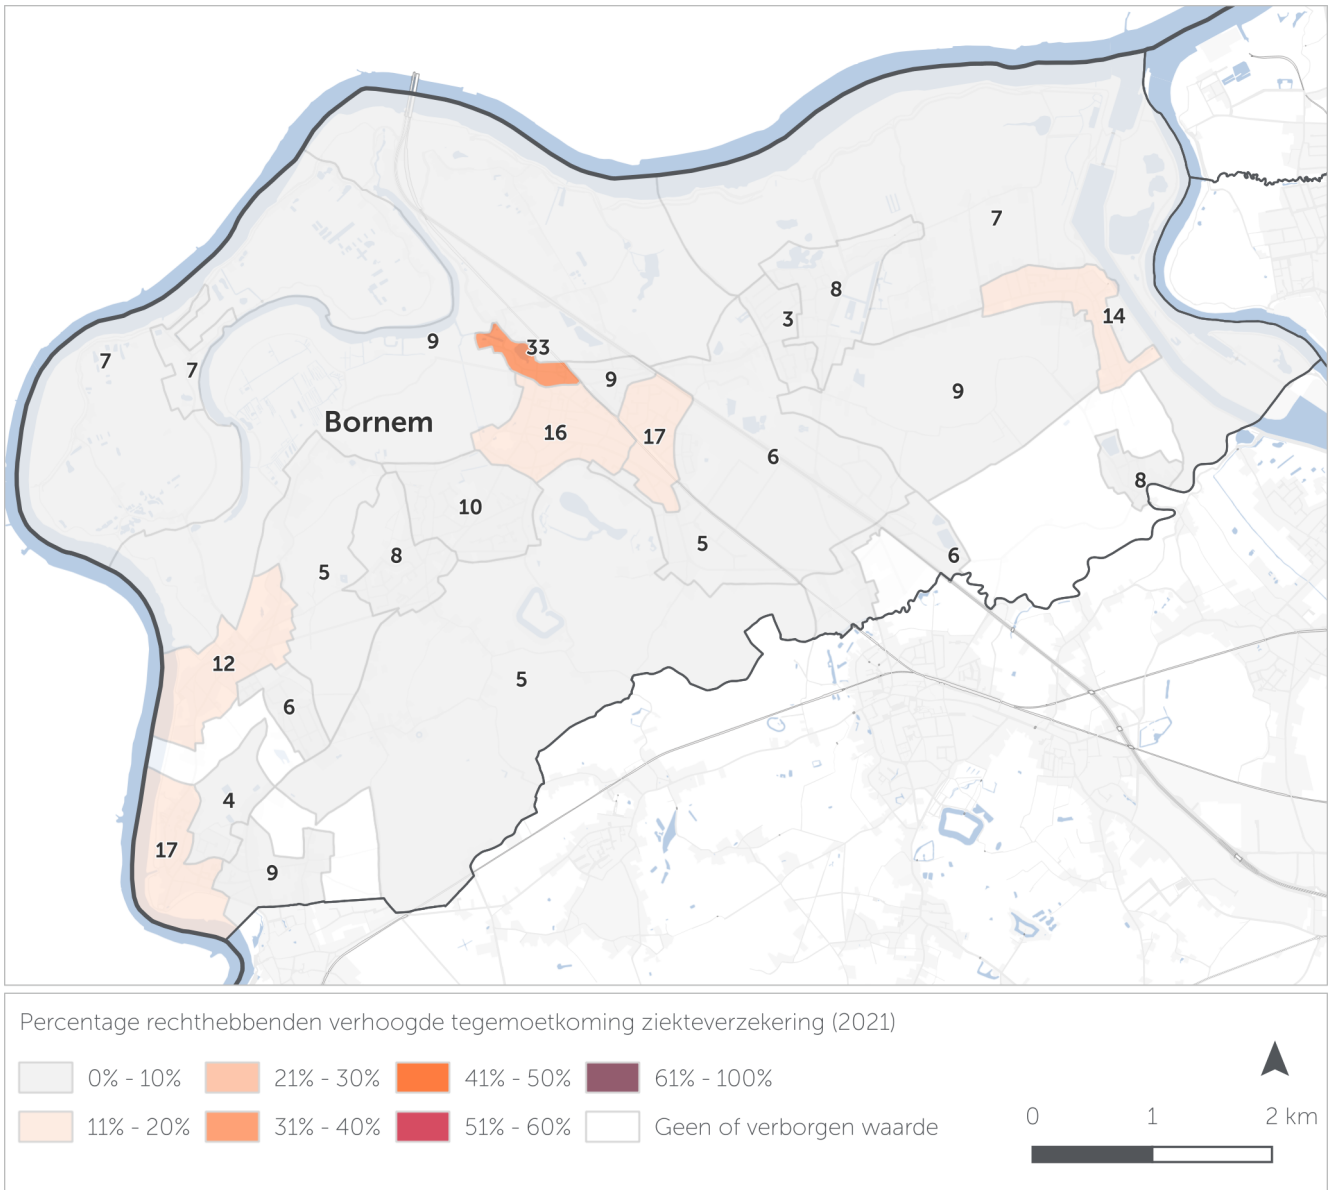 7
8
3
14
9
33
7
7
9
9
Bornem
16
17
6
10
5
8
5
6
8
12
5
6
4
17
9
Percentage rechthebbenden verhoogde tegemoetkoming ziekteverzekering (2021)
0% - 10%
21% - 30%
41% - 50%
61% - 100%
11% - 20%
31% - 40%
51% - 60%
Geen of verborgen waarde
0 1 2 km